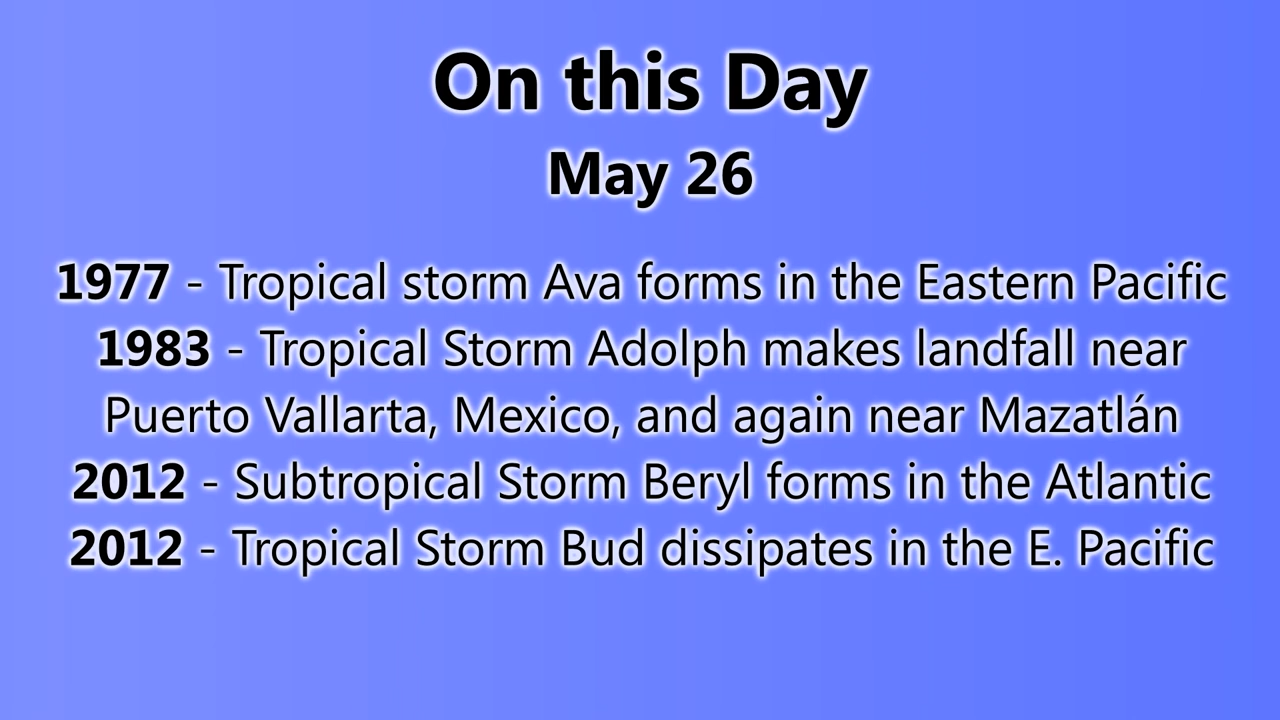 On this Day
May 26
1977 - Tropical storm Ava forms in the Eastern Pacific
1983 - Tropical Storm Adolph makes landfall near
Puerto Vallarta, Mexico, and again near Mazatlán
2012 - Subtropical Storm Beryl forms in the Atlantic
2012 - Tropical Storm Bud dissipates in the E. Pacific